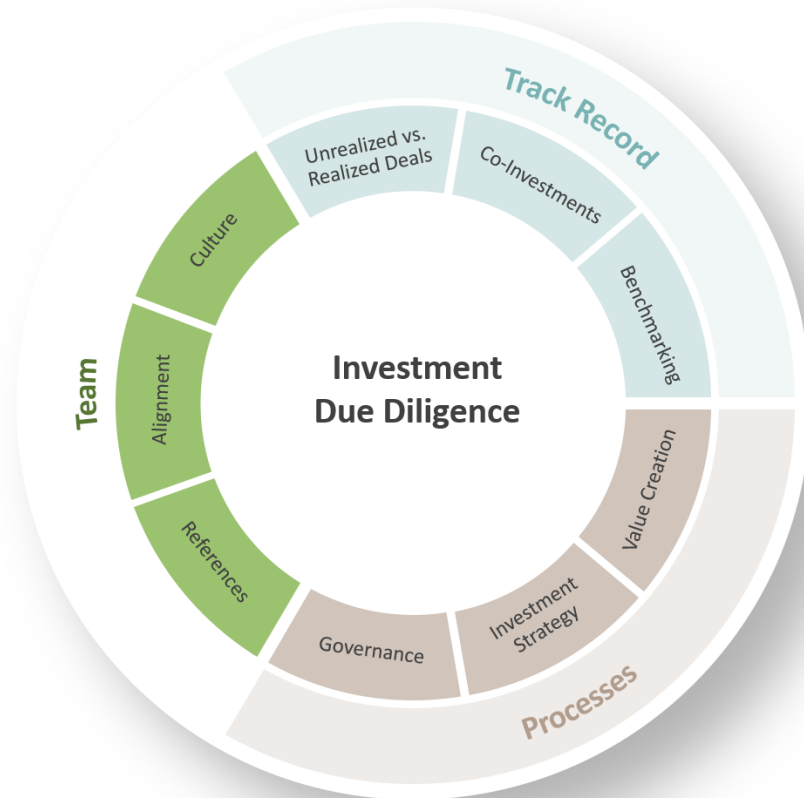 Track Record
Unrealized vs.
Realized Deals
Co-Investments
Benchmarking
Culture
Alignment
References
Team
Investment
Due Diligence
Value Creation
Investment
Strategy
Governance
Processes